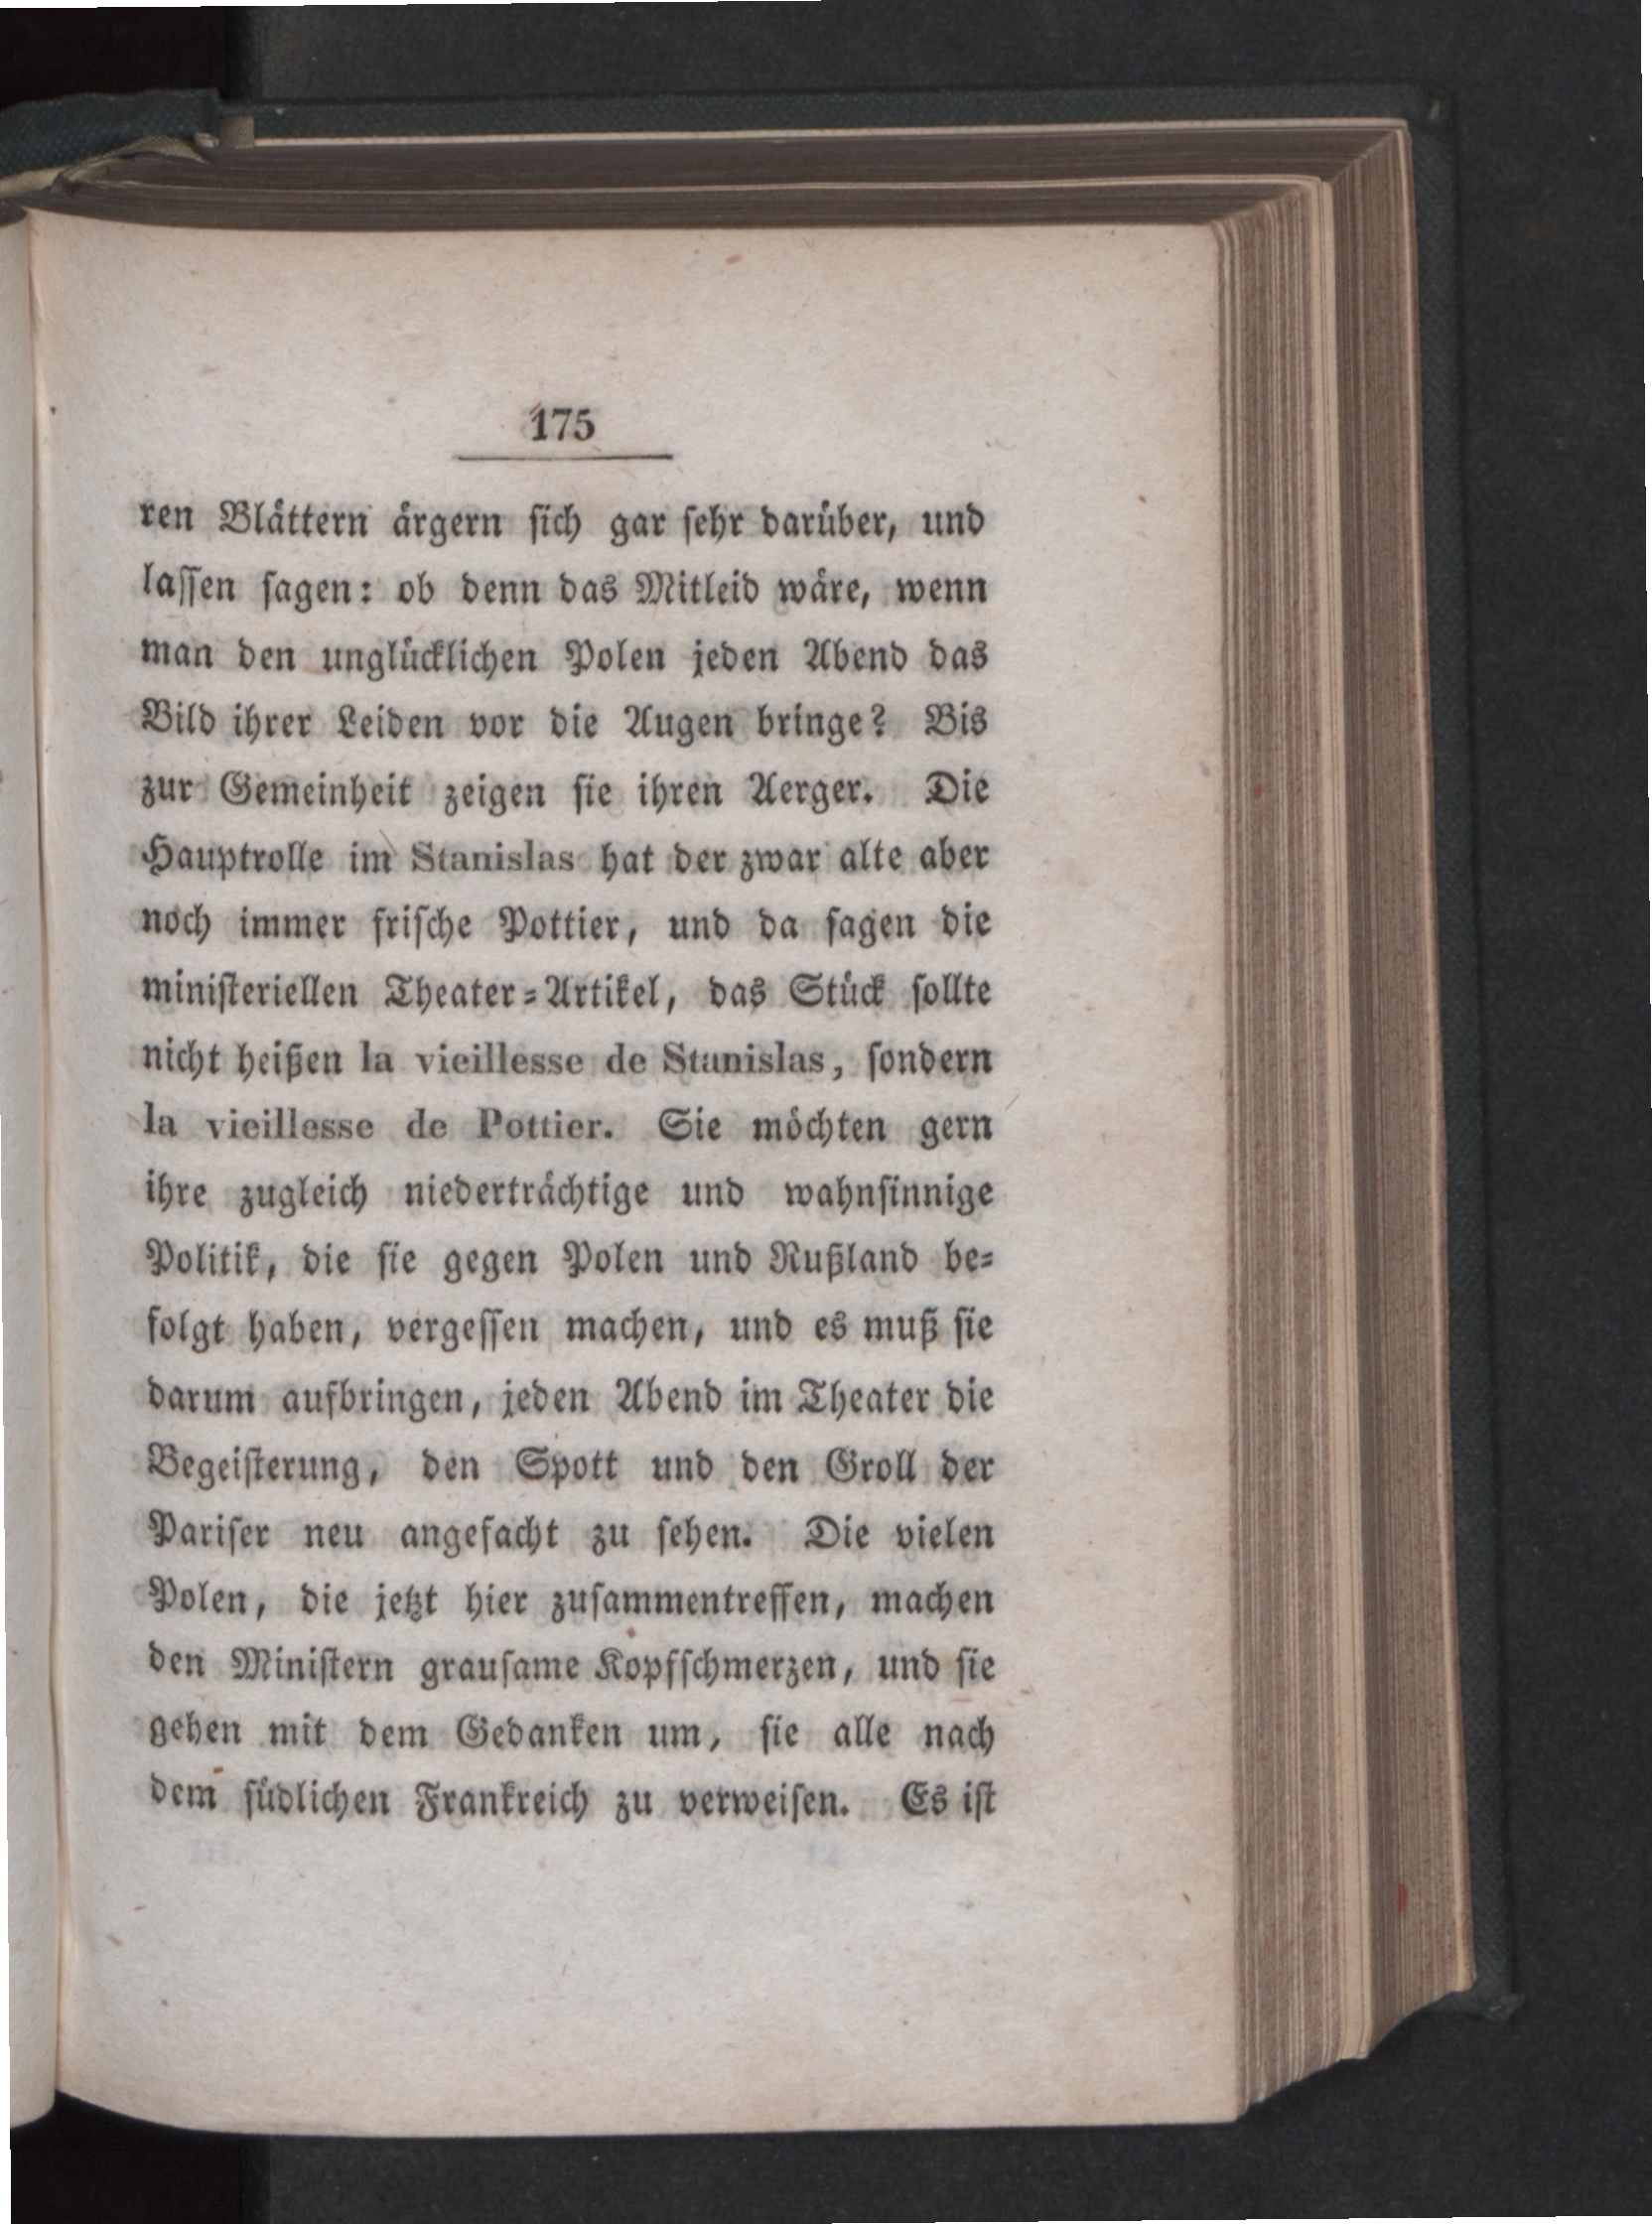 175
ren Blättern ärgern sich gar sehr darüber, und
lassen sagen: ob denn das Mitleid wäre, wenn
man den unglücklichen Polen jeden Abend das
Bild ihrer Leiden vor die Augen bringe? Bis
zur Gemeinheit zeigen sie ihren Aerger. Die
Hauptrolle im Stanislas hat der zwar alte aber
noch immer frische Pottier, und da sagen die
ministeriellen Theater-Artikel, das Stück sollte
nicht heißen la vieillesse de Stanislas, sondern
la vieillesse de Pottier. Sie möchten gern
ihre zugleich niederträchtige und wahnsinnige
Politik, die sie gegen Polen und Rußland be-
folgt haben, vergessen machen, und es muß sie
darum aufbringen, jeden Abend im Theater die
Begeisterung, den Spott und den Groll der
Pariser neu angefacht zu sehen. Die vielen
Polen, die jetzt hier zusammentreffen, machen
den Ministern grausame Kopfschmerzen, und sie
gehen mit dem Gedanken um, sie alle nach
dem südlichen Frankreich zu verweisen. Es ist